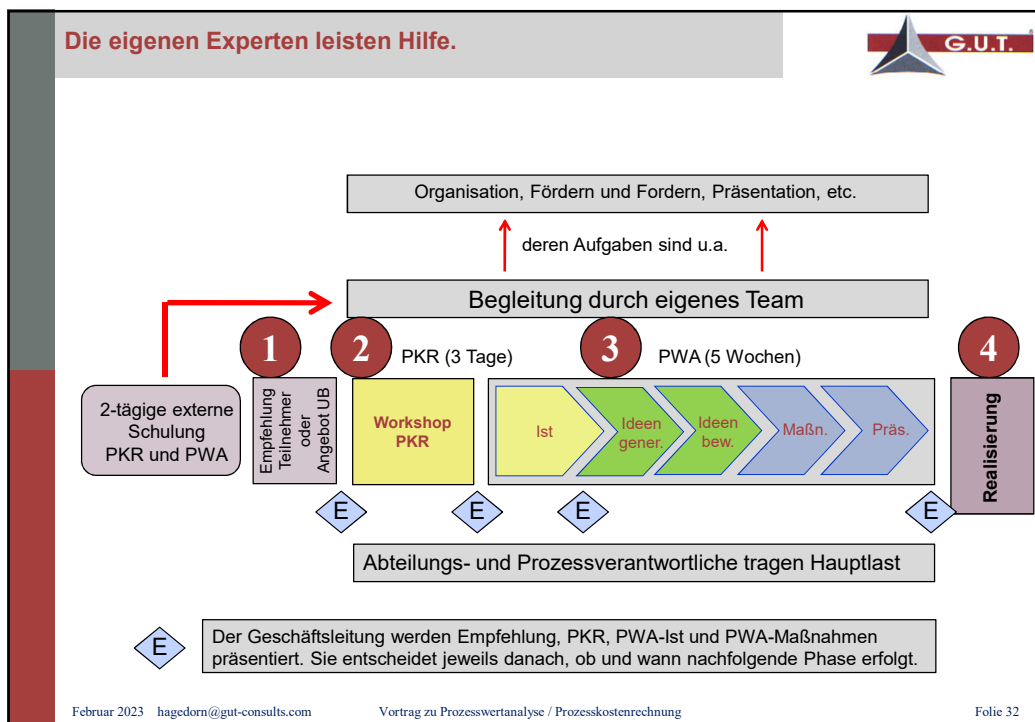 Die eigenen Experten leisten Hilfe.
G.U.T.®
Organisation, Fördern und Fordern, Präsentation, etc.
deren Aufgaben sind u.a.
Begleitung durch eigenes Team
1
2
PKR (3 Tage)
3
PWA (5 Wochen)
4
2-tägige externe
Schulung
PKR und PWA
Empfehlung
Teilnehmer
oder
Angebot UB
Workshop
PKR
Ist
Ideen
gener.
Ideen
bew.
Maßn.
Präs.
Realisierung
E
E
E
E
Abteilungs- und Prozessverantwortliche tragen Hauptlast
E
Der Geschäftsleitung werden Empfehlung, PKR, PWA-Ist und PWA-Maßnahmen
präsentiert. Sie entscheidet jeweils danach, ob und wann nachfolgende Phase erfolgt.
Februar 2023 hagedorn@gut-consults.com Vortrag zu Prozesswertanalyse / Prozesskostenrechnung Folie 32